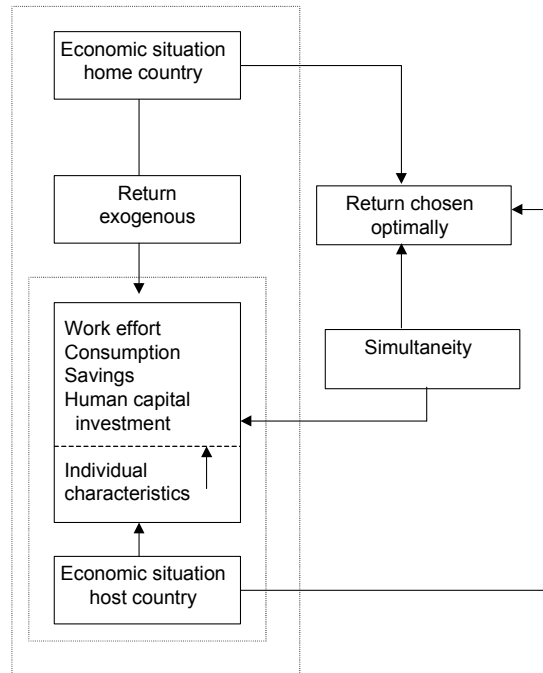 Economic situation
home country
Return
exogenous
Return chosen
optimally
Work effort
Consumption
Savings
Human capital
investment
Simultaneity
Individual
characteristics
Economic situation
host country